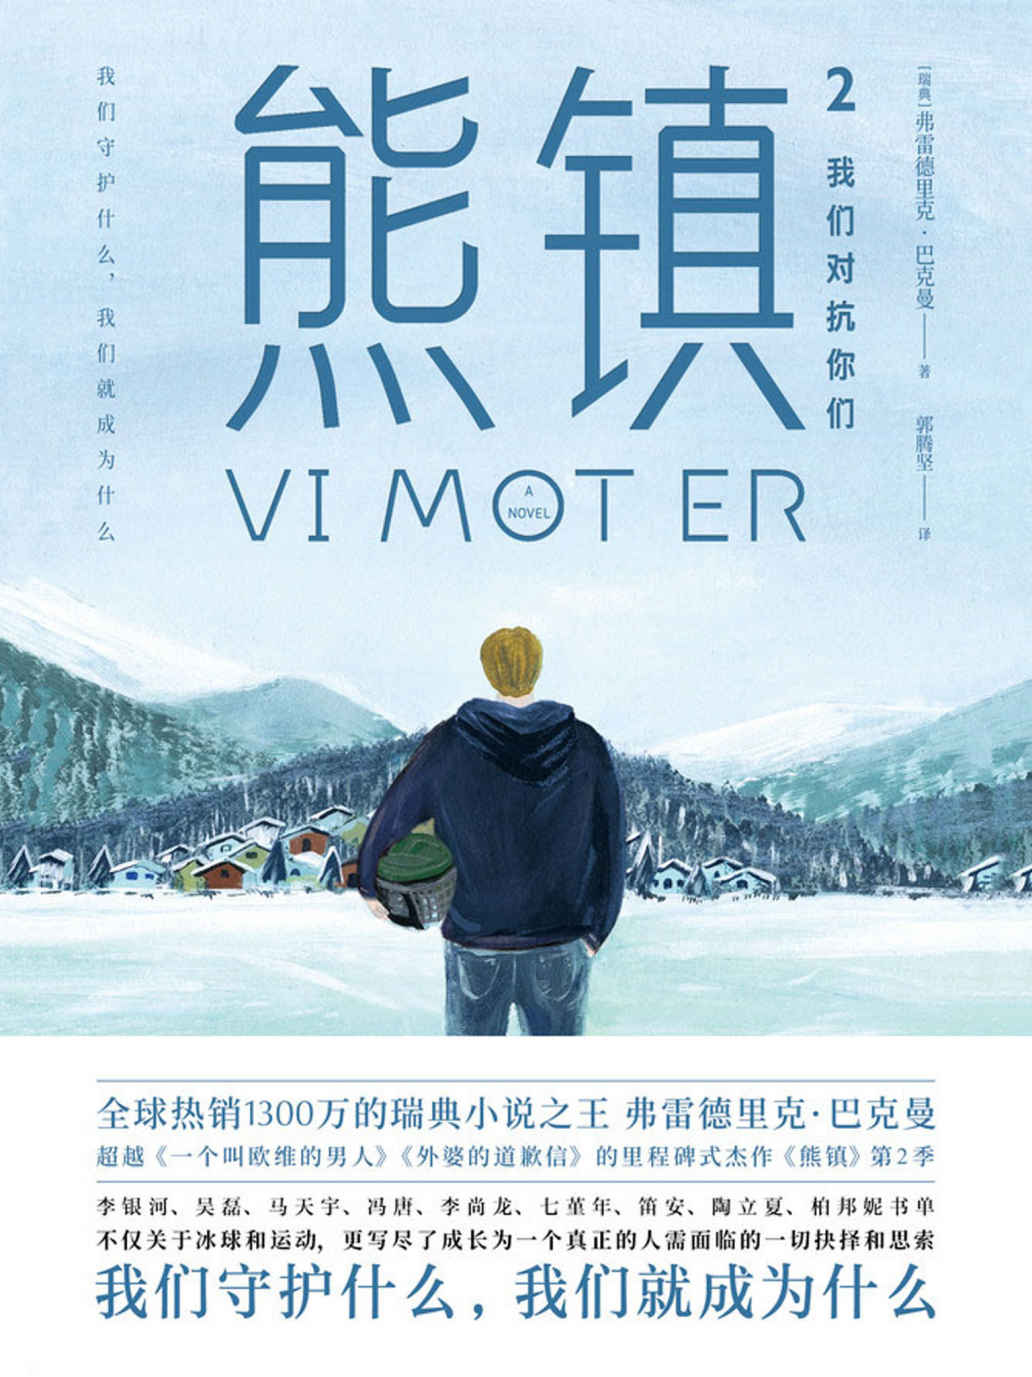 熊镇
2 我们对抗你们
[瑞典]弗雷德里克·巴克曼——著
郭腾坚——译
我们守护什么，我们就成为什么
VI MOT ER
A
NOVEL
全球热销1300万的瑞典小说之王 弗雷德里克·巴克曼
超越《一个叫欧维的男人》《外婆的道歉信》的里程碑式杰作《熊镇》第2季
李银河、吴磊、马天宇、冯唐、李尚龙、七堇年、笛安、陶立夏、柏邦妮书单
不仅关于冰球和运动，更写尽了成长为一个真正的人需面临的一切抉择和思索
我们守护什么，我们就成为什么